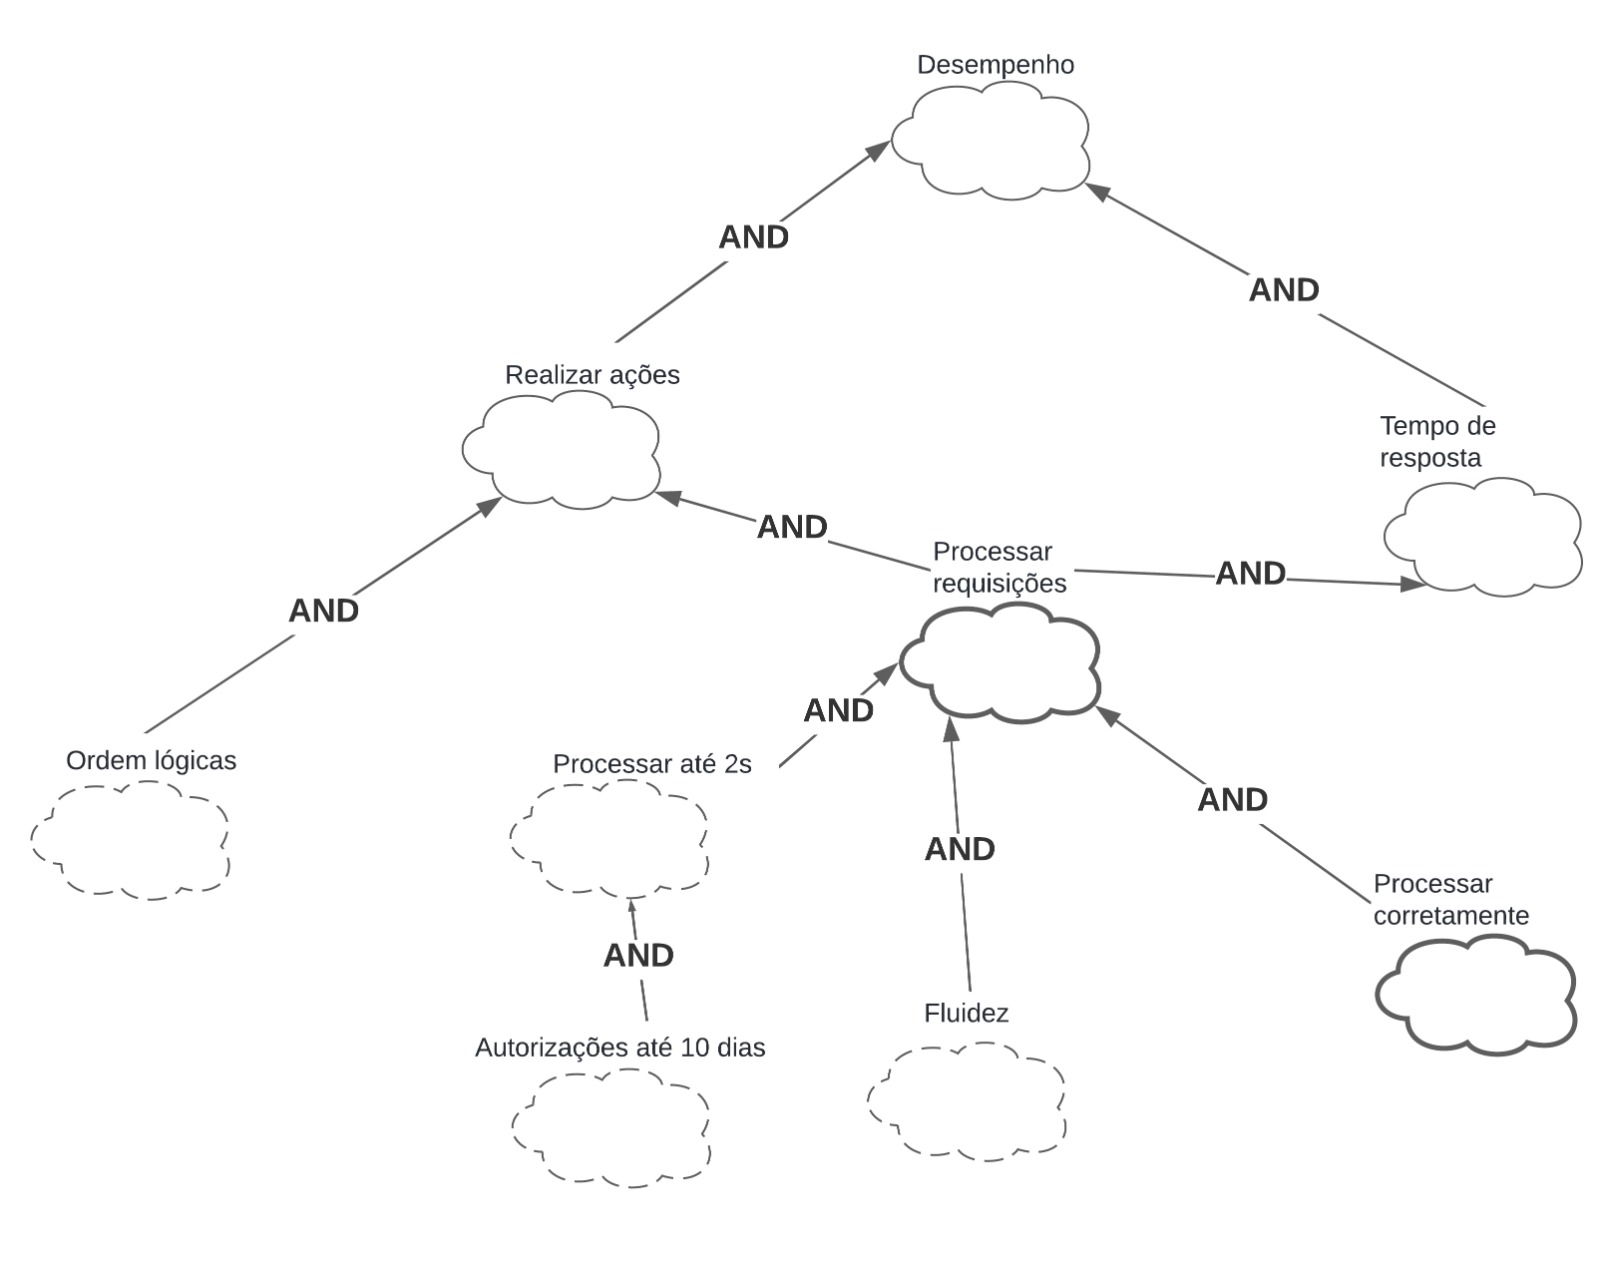 Desempenho
AND
AND
Realizar ações
Tempo de
resposta
AND
Processar
requisições
AND
AND
AND
Ordem lógicas
Processar até 2s
AND
AND
Processar
corretamente
AND
Fluidez
Autorizações até 10 dias